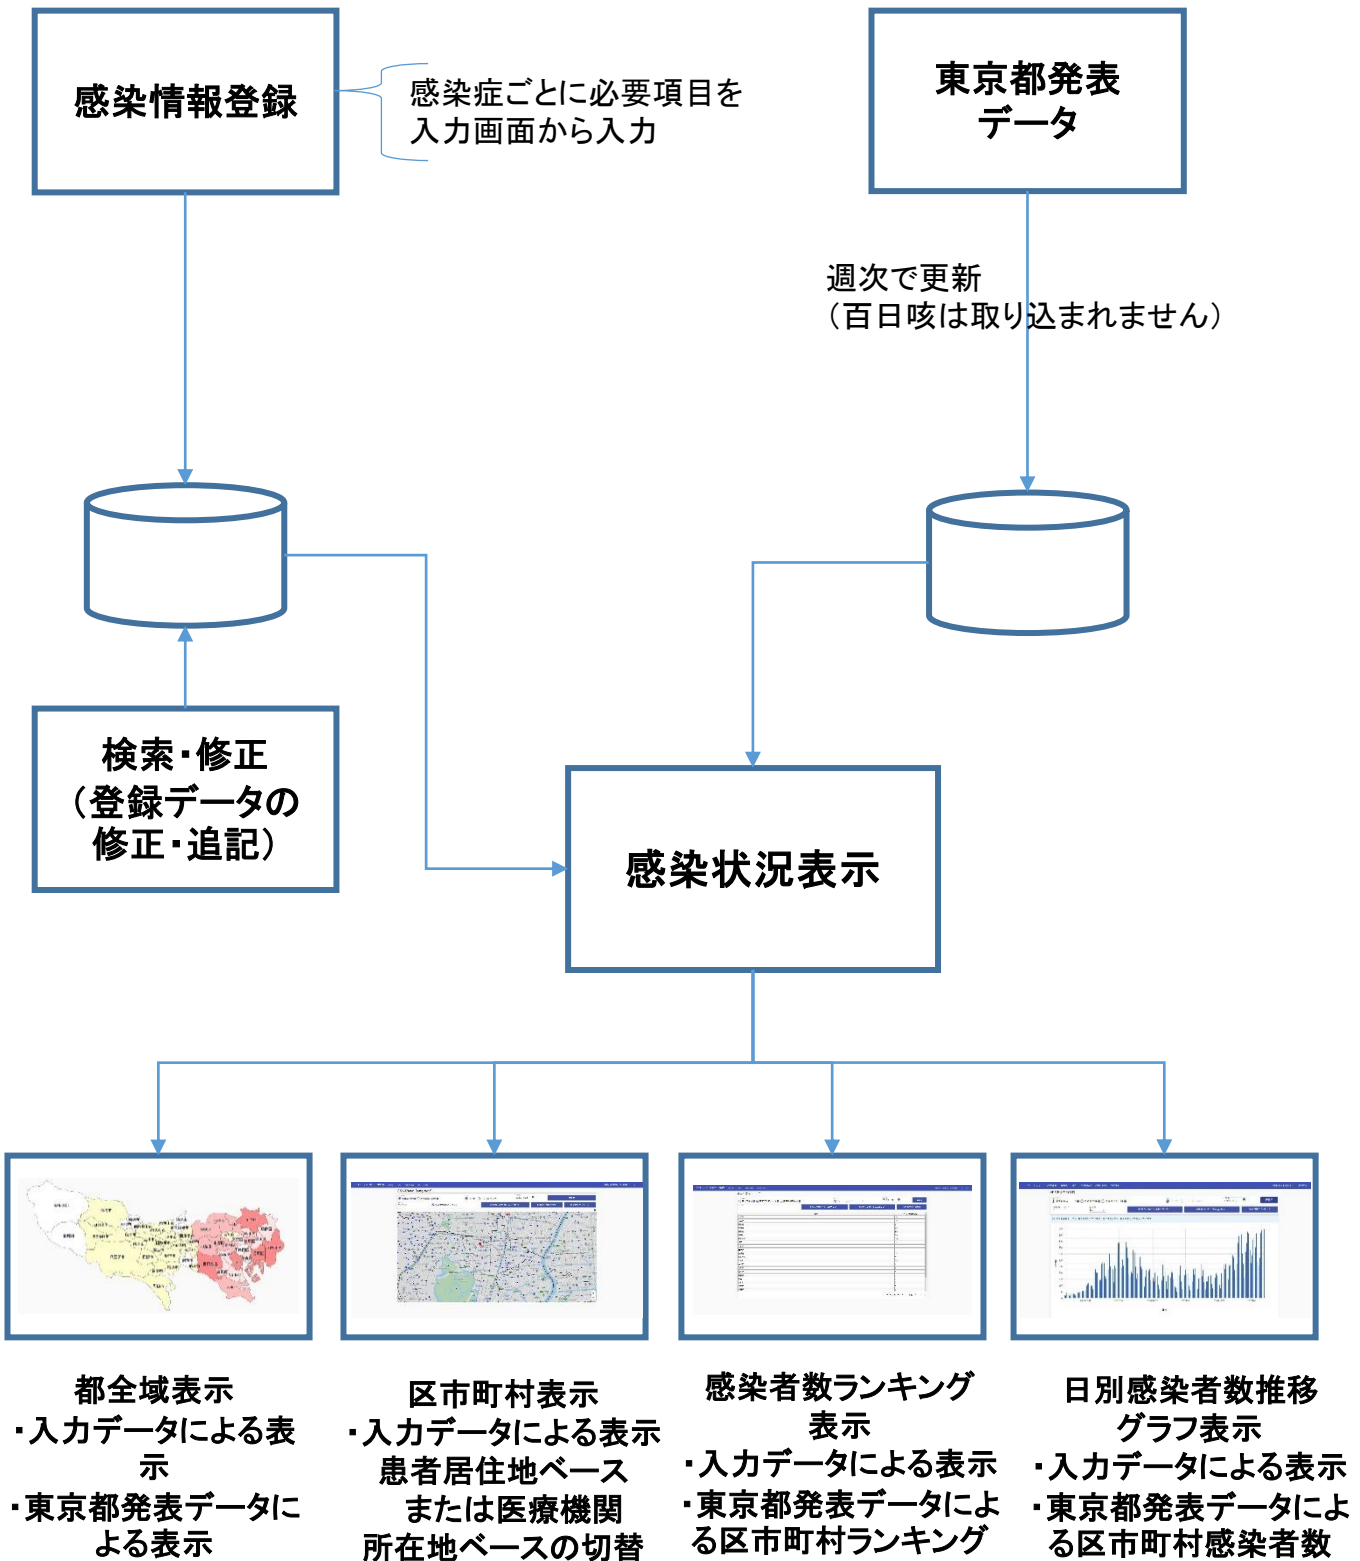 感染情報登録
感染症ごとに必要項目を
入力画面から入力
東京都発表
データ
週次で更新
（百日咳は取り込まれません）
検索・修正
（登録データの
修正・追記）
感染状況表示
都全域表示
・入力データによる表
示
・東京都発表データに
よる表示
区市町村表示
・入力データによる表示
患者居住地ベース
または医療機関
所在地ベースの切替
感染者数ランキング
表示
・入力データによる表示
・東京都発表データによ
る区市町村ランキング
日別感染者数推移
グラフ表示
・入力データによる表示
・東京都発表データによ
る区市町村感染者数